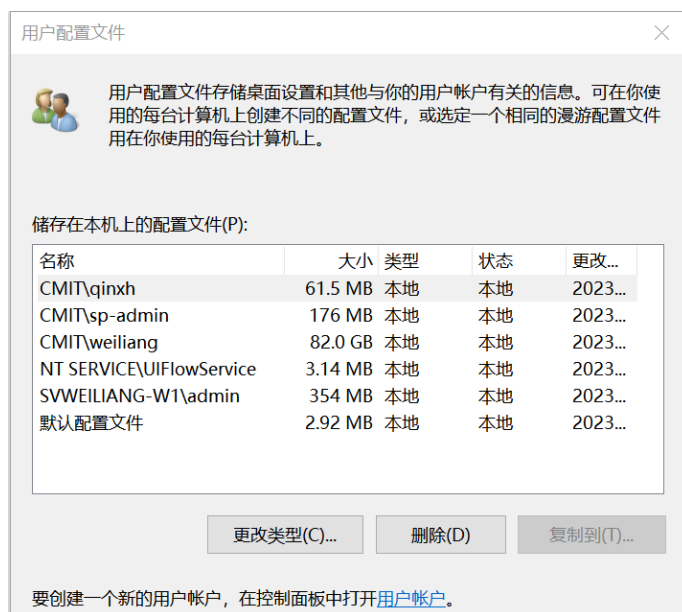 用户配置文件
用户配置文件存储桌面设置和其他与你的用户帐户有关的信息。可在你使
用的每台计算机上创建不同的配置文件，或选定一个相同的漫游配置文件
用在你使用的每台计算机上。
储存在本机上的配置文件(P):
名称 大小 类型 状态 更改...
CMIT\qinxh 61.5 MB 本地 本地 2023...
CMIT\sp-admin 176 MB 本地 本地 2023...
CMIT\weiliang 82.0 GB 本地 本地 2023...
NT SERVICE\UIFlowService 3.14 MB 本地 本地 2023...
SVWEILIANG-W1\admin 354 MB 本地 本地 2023...
默认配置文件 2.92 MB 本地 本地 2023...
更改类型(C)... 删除(D) 复制到(T)...
要创建一个新的用户帐户，在控制面板中打开用户帐户。